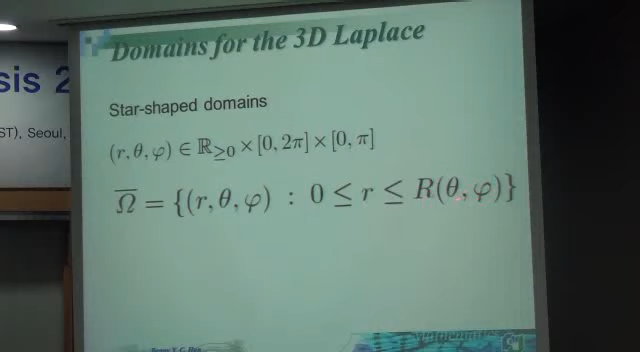 Domains for the 3D Laplace
sis 2
ST), Seoul,
Star-shaped domains
(r, θ, φ) ∈ ℝ≥0 × [0, 2π] × [0, π]
Ω̅ = {(r, θ, φ) : 0 ≤ r ≤ R(θ, φ)}